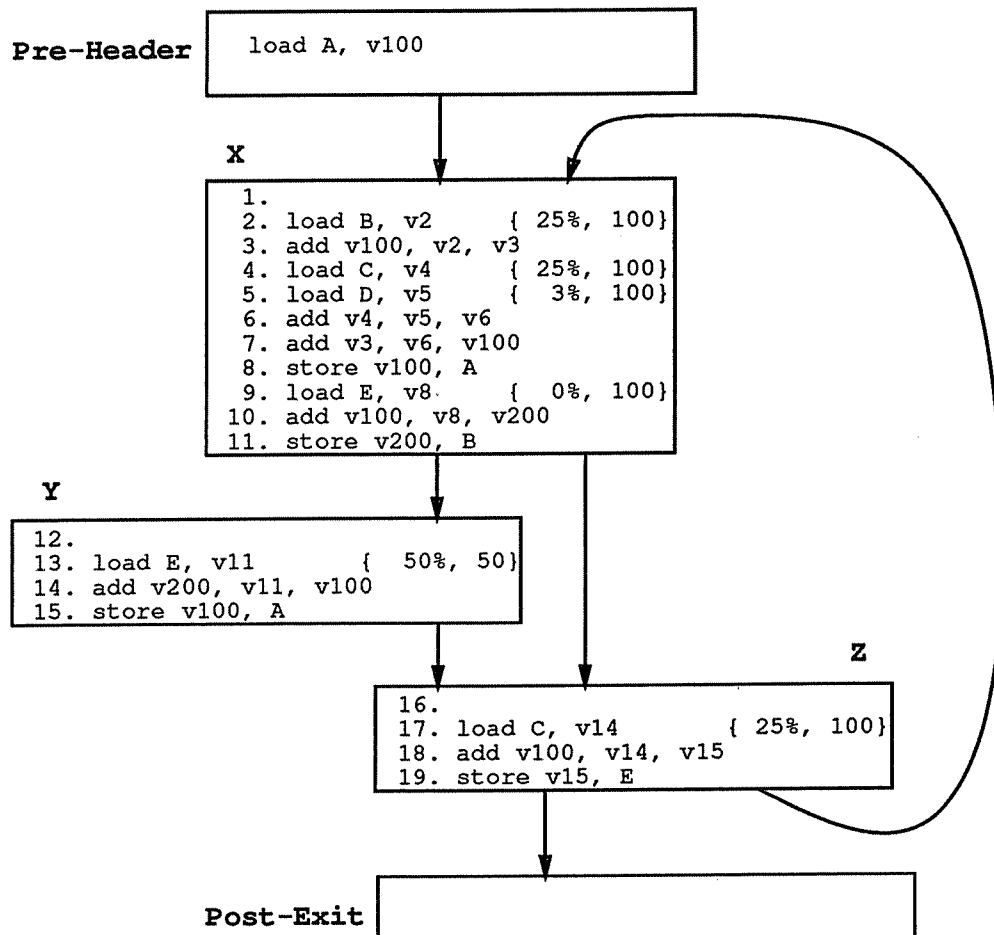 Pre-Header
load A, v100
X
1.
2. load B, v2 { 25%, 100}
3. add v100, v2, v3
4. load C, v4 { 25%, 100}
5. load D, v5 { 3%, 100}
6. add v4, v5, v6
7. add v3, v6, v100
8. store v100, A
9. load E, v8 { 0%, 100}
10. add v100, v8, v200
11. store v200, B
Y
12.
13. load E, v11 { 50%, 50}
14. add v200, v11, v100
15. store v100, A
Z
16.
17. load C, v14 { 25%, 100}
18. add v100, v14, v15
19. store v15, E
Post-Exit